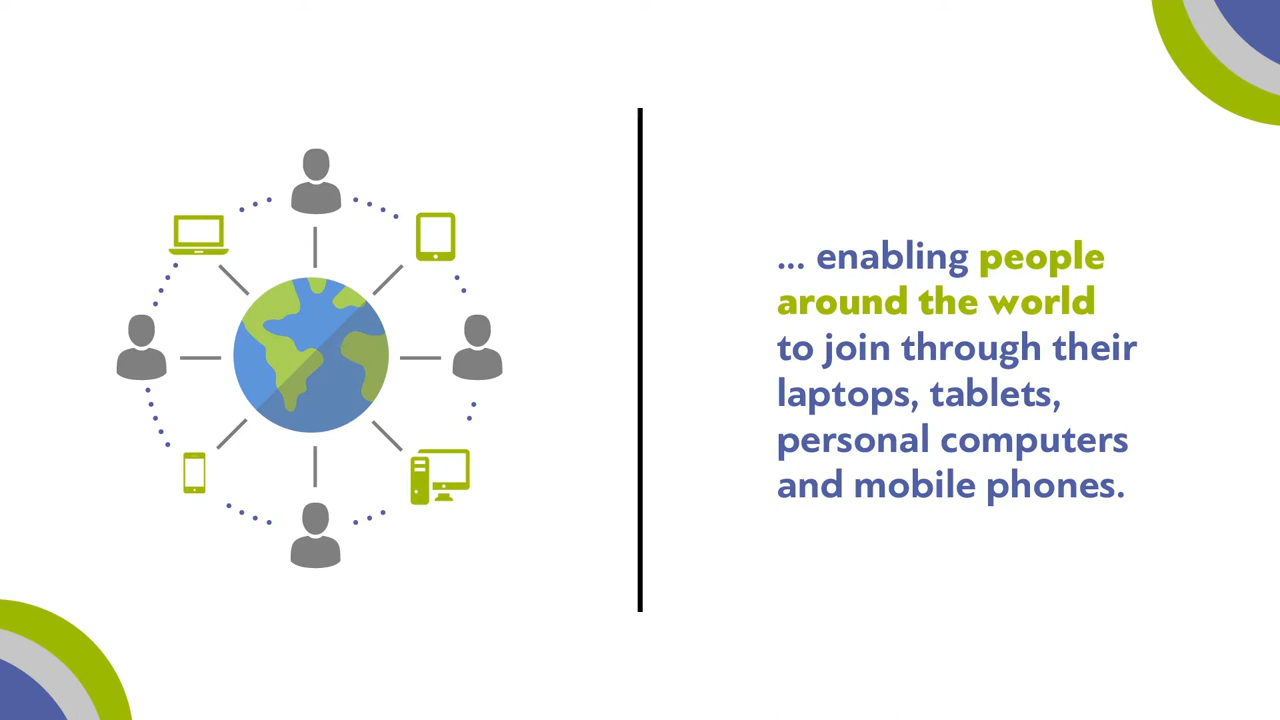 ... enabling people
around the world
to join through their
laptops, tablets,
personal computers
and mobile phones.